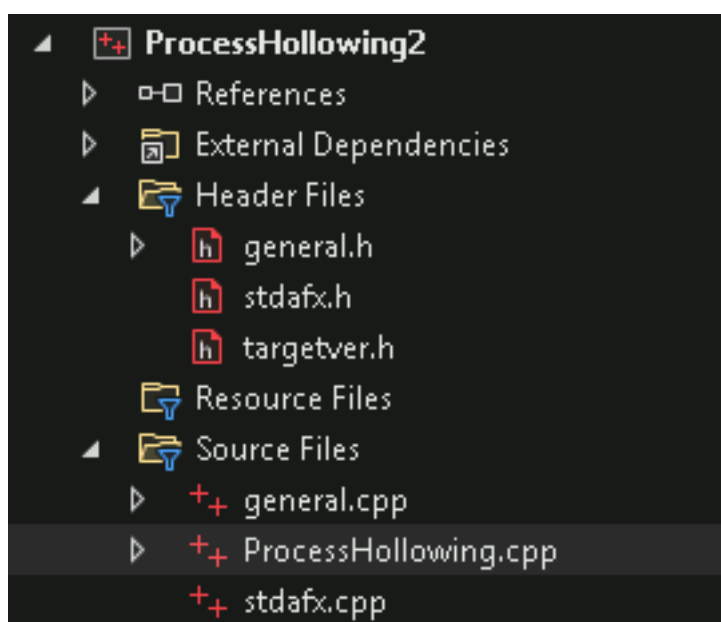 ProcessHollowing2
References
External Dependencies
Header Files
general.h
stdafx.h
targetver.h
Resource Files
Source Files
general.cpp
ProcessHollowing.cpp
stdafx.cpp